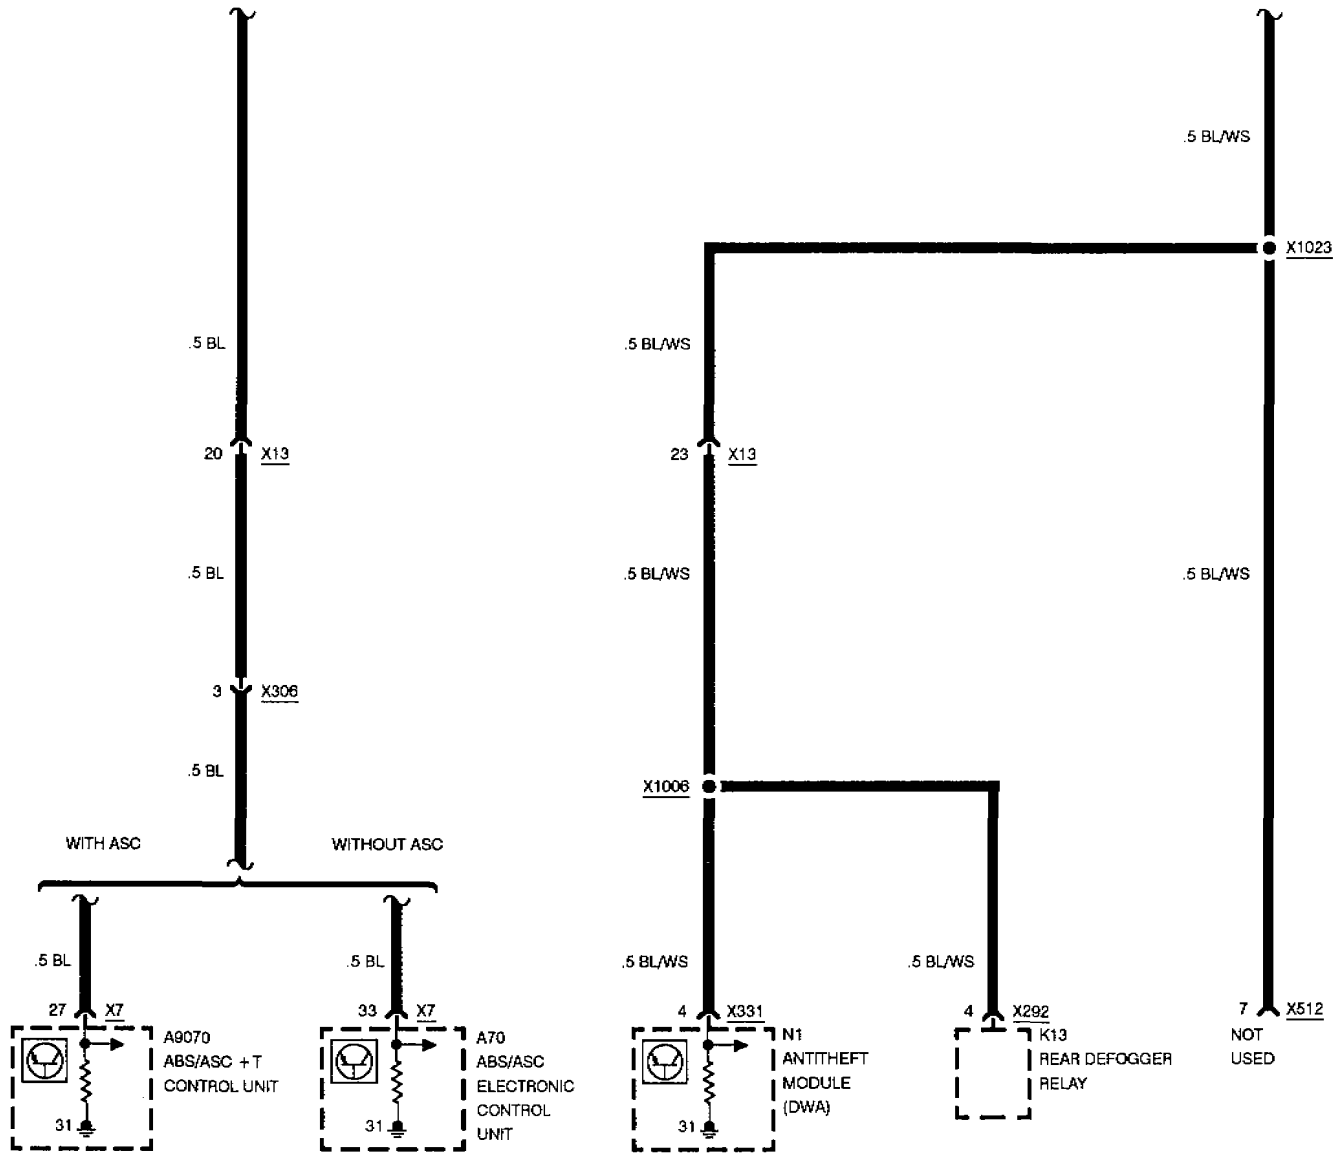 .5 BL/WS
X1023
.5 BL
.5 BL/WS
20 X13
23 X13
.5 BL
.5 BL/WS
.5 BL/WS
3 X306
.5 BL
X1006
WITH ASC
WITHOUT ASC
.5 BL
.5 BL
.5 BL/WS
.5 BL/WS
27 X7
33 X7
4 X331
4 X292
7 X512
A9070
ABS/ASC +T
CONTROL UNIT
31
A70
ABS/ASC
ELECTRONIC
CONTROL
UNIT
31
N1
ANTITHEFT
MODULE
(DWA)
31
K13
REAR DEFOGGER
RELAY
NOT
USED